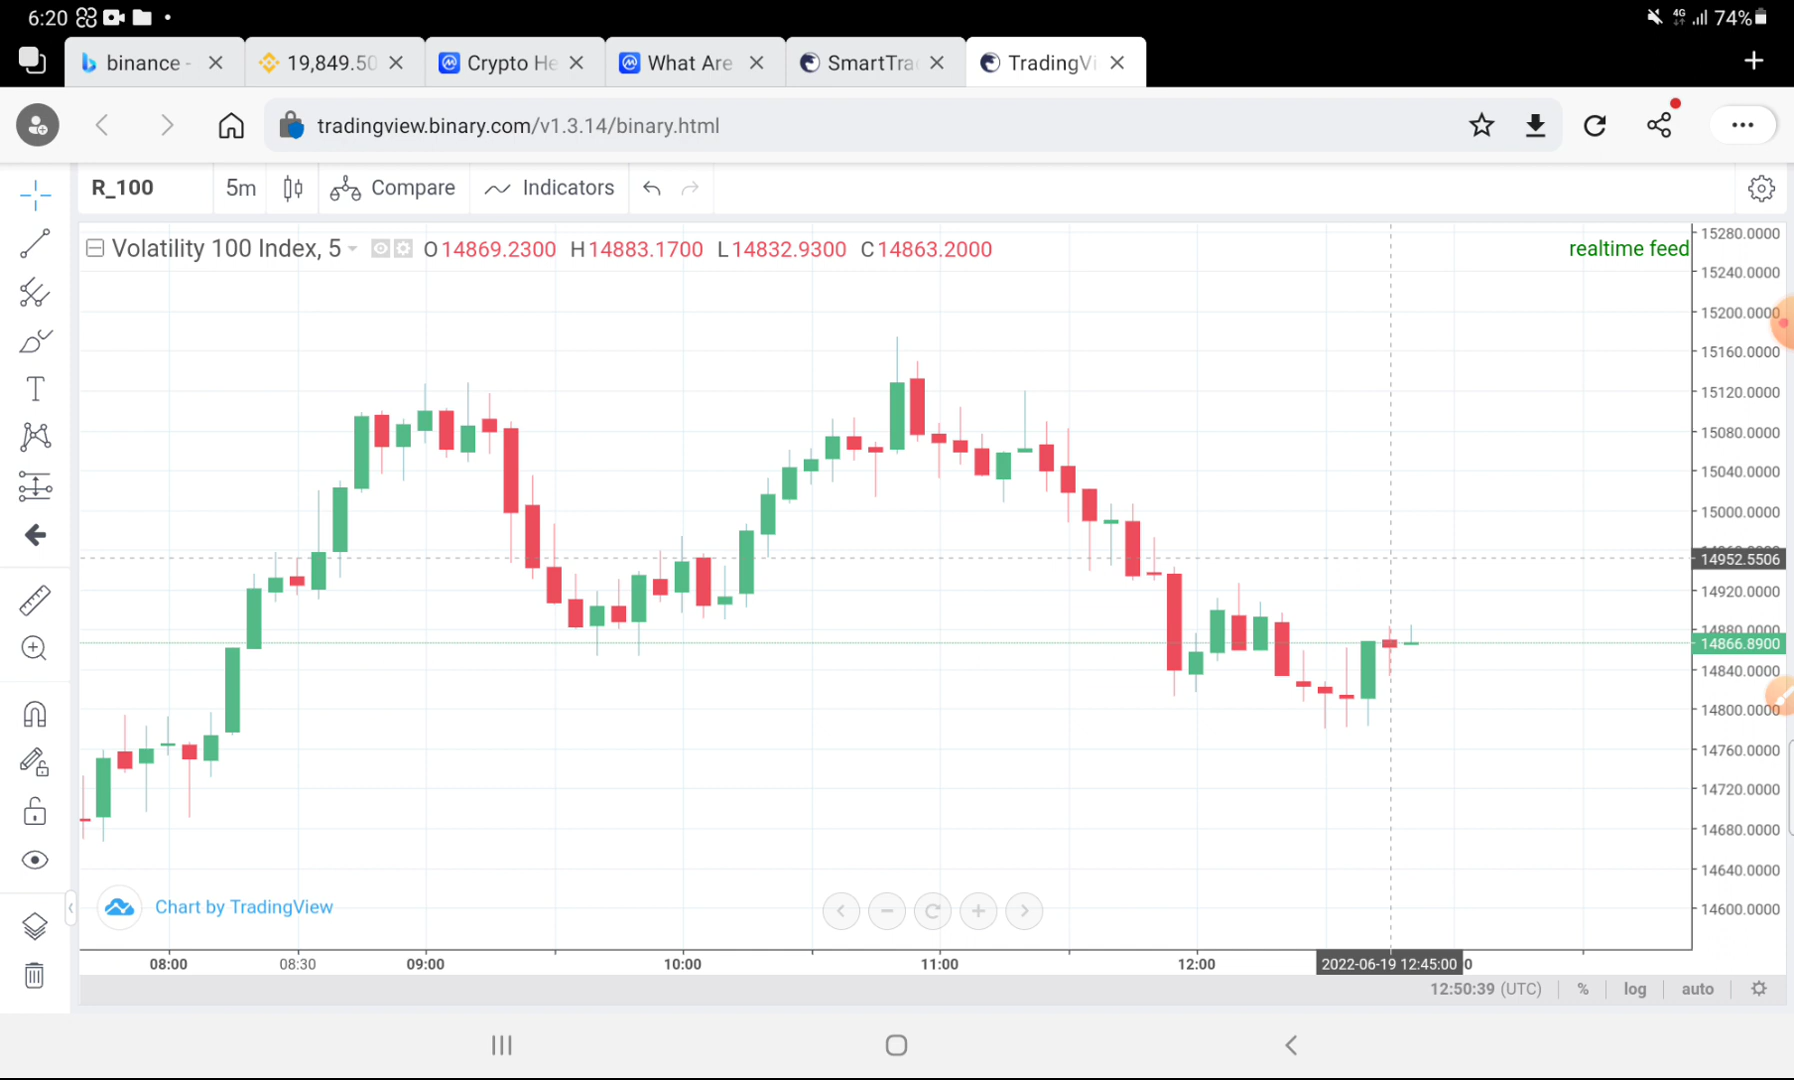 6:20
4G 74%
binance -
19,849.50
Crypto He
What Are
SmartTra
TradingVi
tradingview.binary.com/v1.3.14/binary.html
R_100 5m Compare Indicators
Volatility 100 Index, 5 O14869.2300 H14883.1700 L14832.9300 C14863.2000
realtime feed
15280.0000
15240.0000
15200.0000
15160.0000
15120.0000
15080.0000
15040.0000
15000.0000
14952.5506
14920.0000
14880.0000
14866.8900
14840.0000
14800.0000
14760.0000
14720.0000
14680.0000
14640.0000
14600.0000
Chart by TradingView
08:00 08:30 09:00 10:00 11:00 12:00 2022-06-19 12:45:00 0
12:50:39 (UTC) % log auto